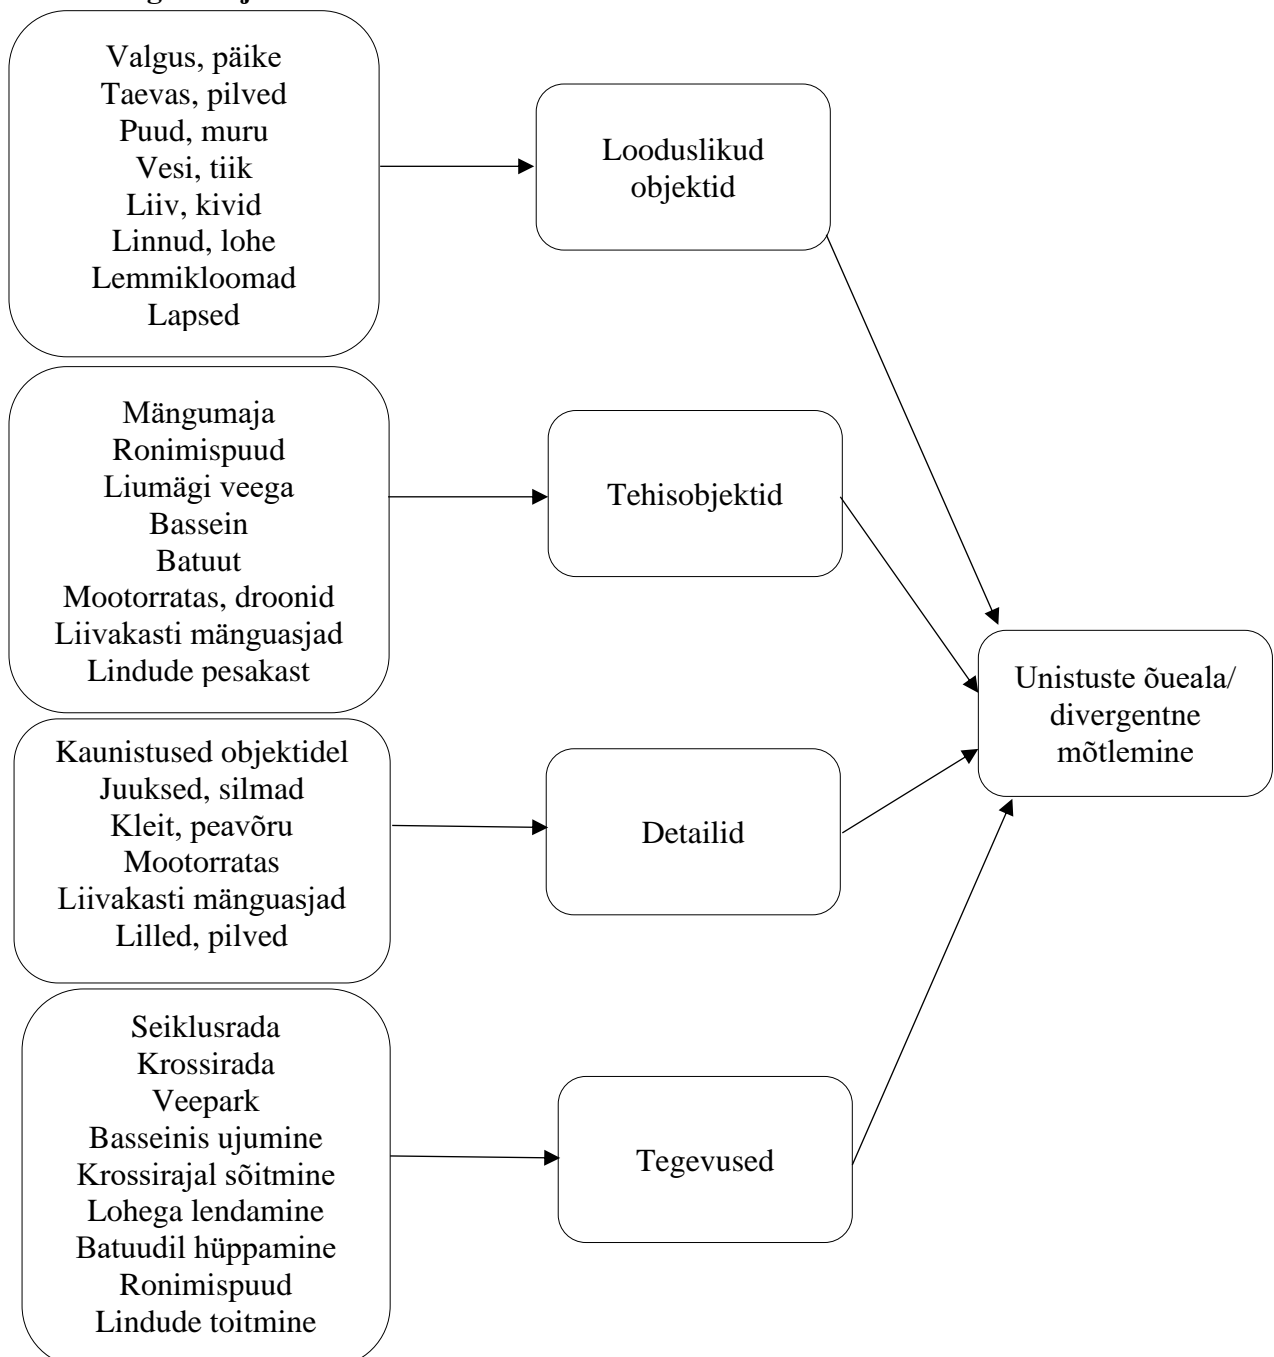 Valgus, päike
Taevas, pilved
Puud, muru
Vesi, tiik
Liiv, kivid
Linnud, lohe
Lemmikloomad
Lapsed
Looduslikud
objektid
Mängumaja
Ronimispuud
Liumägi veega
Bassein
Batuut
Mootorratas, droonid
Liivakasti mänguasjad
Lindude pesakast
Tehisobjektid
Kaunistused objektidel
Juuksed, silmad
Kleit, peavõru
Mootorratas
Liivakasti mänguasjad
Lilled, pilved
Detailid
Seiklusrada
Krossirada
Veepark
Basseinis ujumine
Krossirajal sõitmine
Lohega lendamine
Batuudil hüppamine
Ronimispuud
Lindude toitmine
Tegevused
Unistuste õueala/
divergentne
mõtlemine